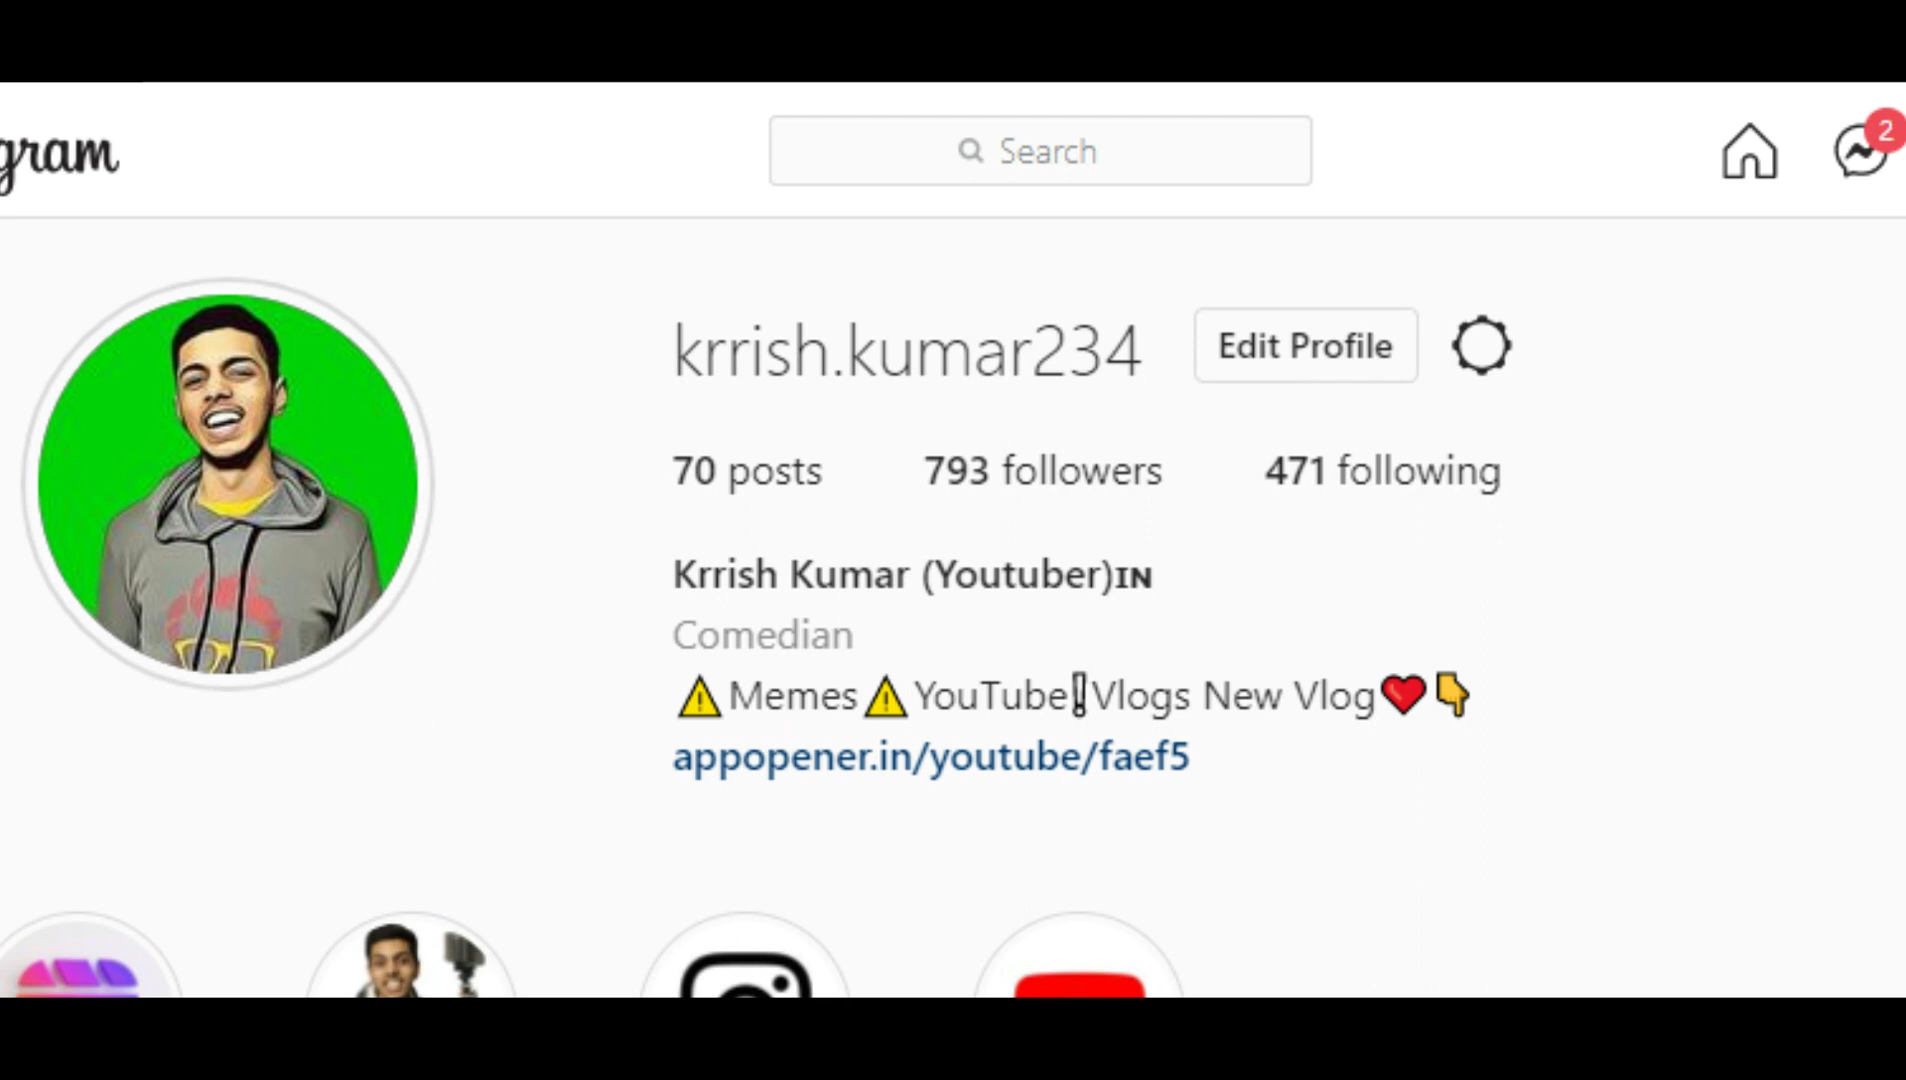 gram
Search
2
krrish.kumar234 Edit Profile
70 posts 793 followers 471 following
Krrish Kumar (Youtuber)IN
Comedian
⚠Memes⚠YouTube❗Vlogs New Vlog❤👇
appopener.in/youtube/faef5